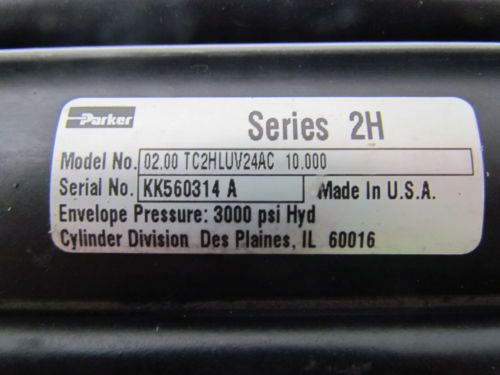 Parker
Series 2H
Model No. 02.00 TC2HLUV24AC 10.000
Serial No. KK560314 A Made In U.S.A.
Envelope Pressure: 3000 psi Hyd
Cylinder Division Des Plaines, IL 60016